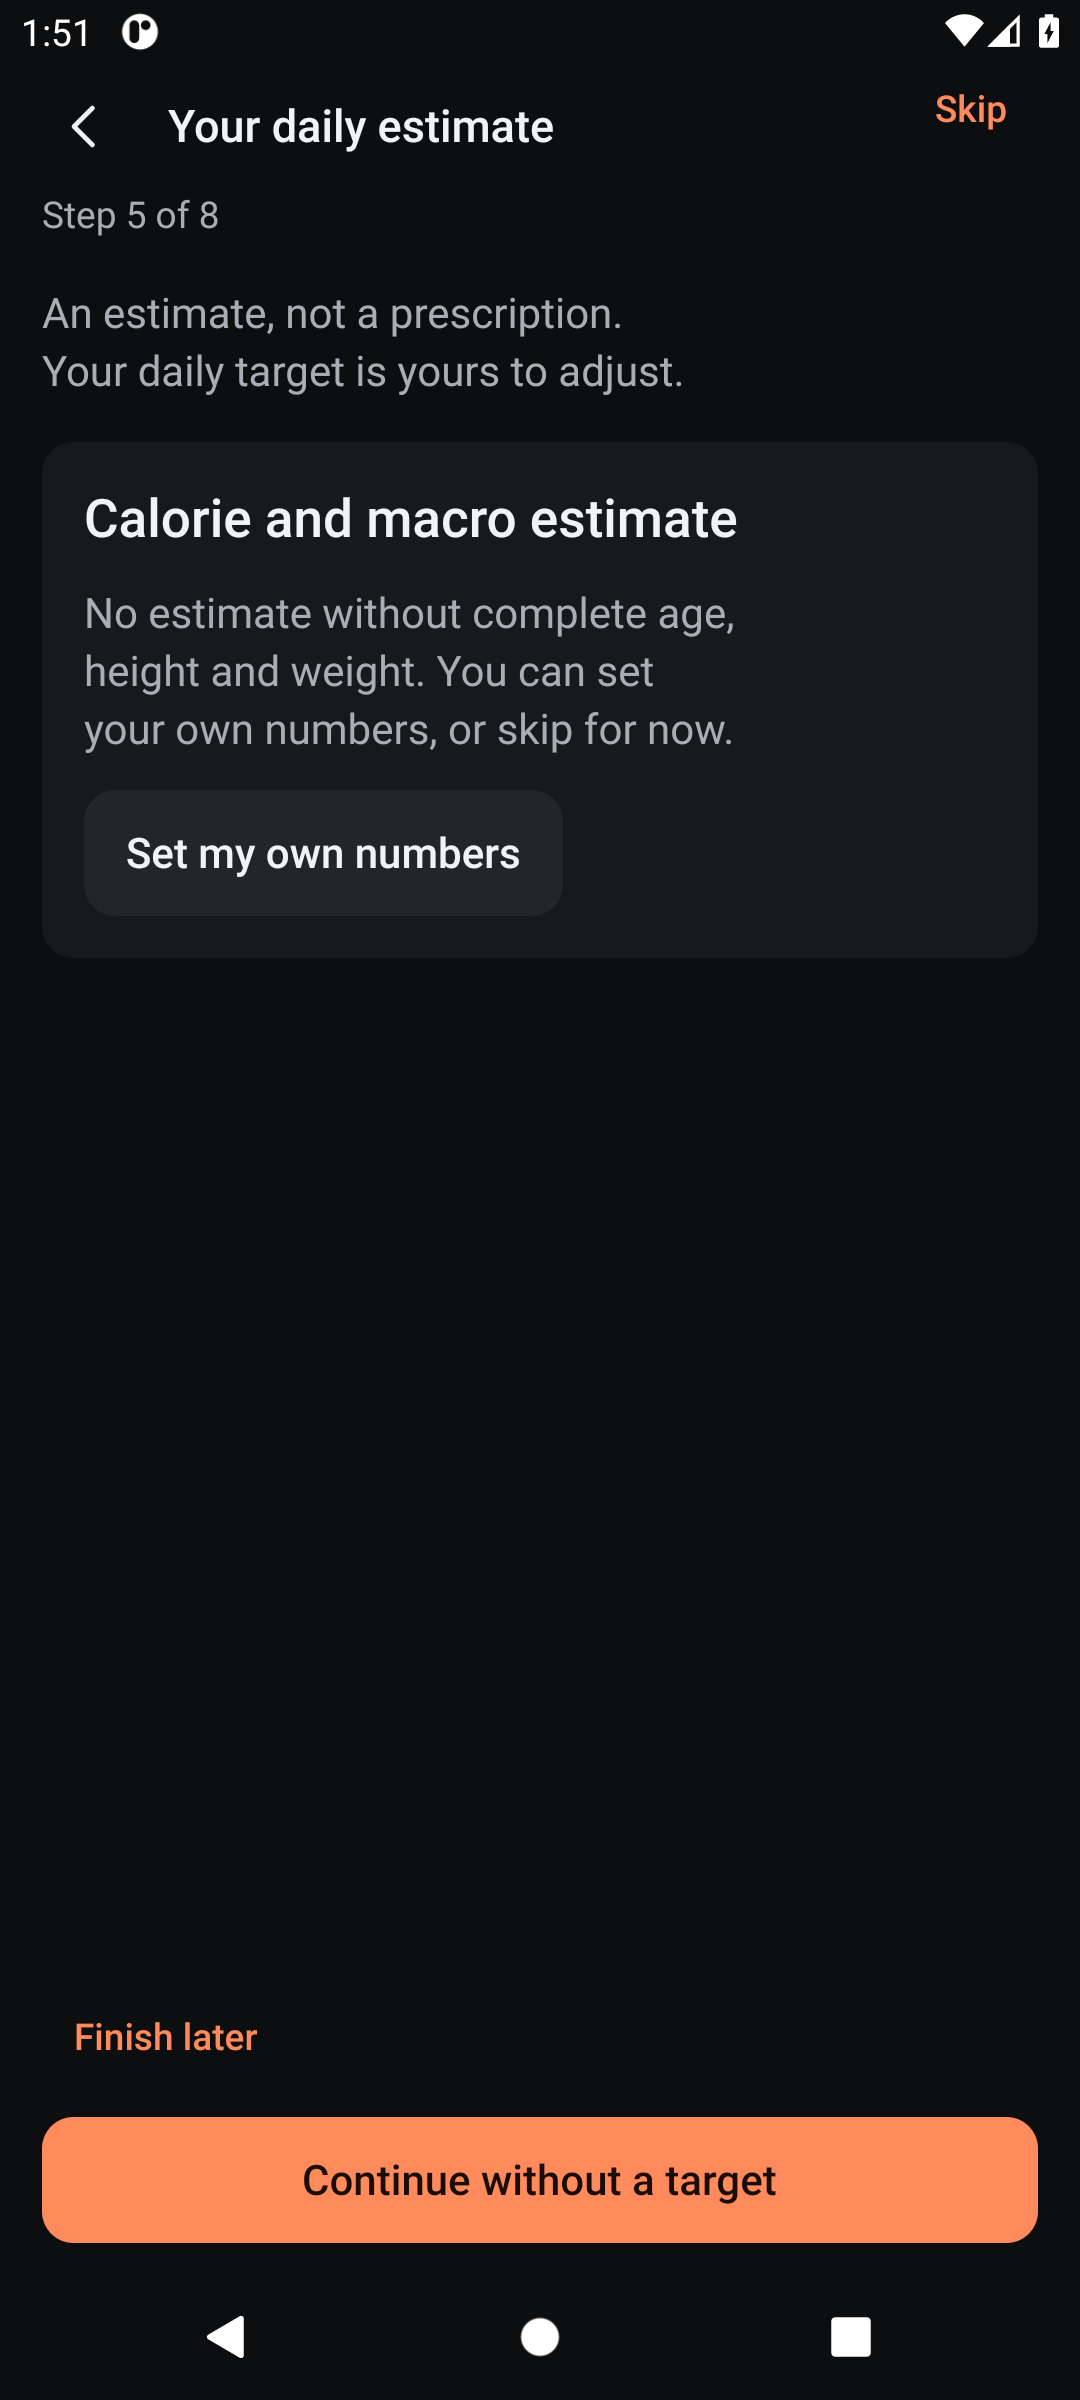 1:51
Your daily estimate
Skip
Step 5 of 8
An estimate, not a prescription.
Your daily target is yours to adjust.
Calorie and macro estimate
No estimate without complete age,
height and weight. You can set
your own numbers, or skip for now.
Set my own numbers
Finish later
Continue without a target